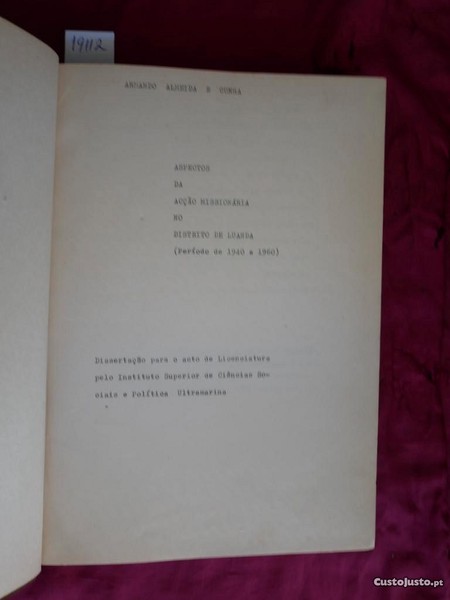 19112
ARMANDO ALMEIDA E CUNHA
ASPECTOS
DA
ACÇÃO MISSIONÁRIA
NO
DISTRITO DE LUANDA
(Período de 1940 a 1960)
Dissertação para o acto de Licenciatura
pelo Instituto Superior de Ciências So-
ciais e Política Ultramarina
CustoJusto.pt